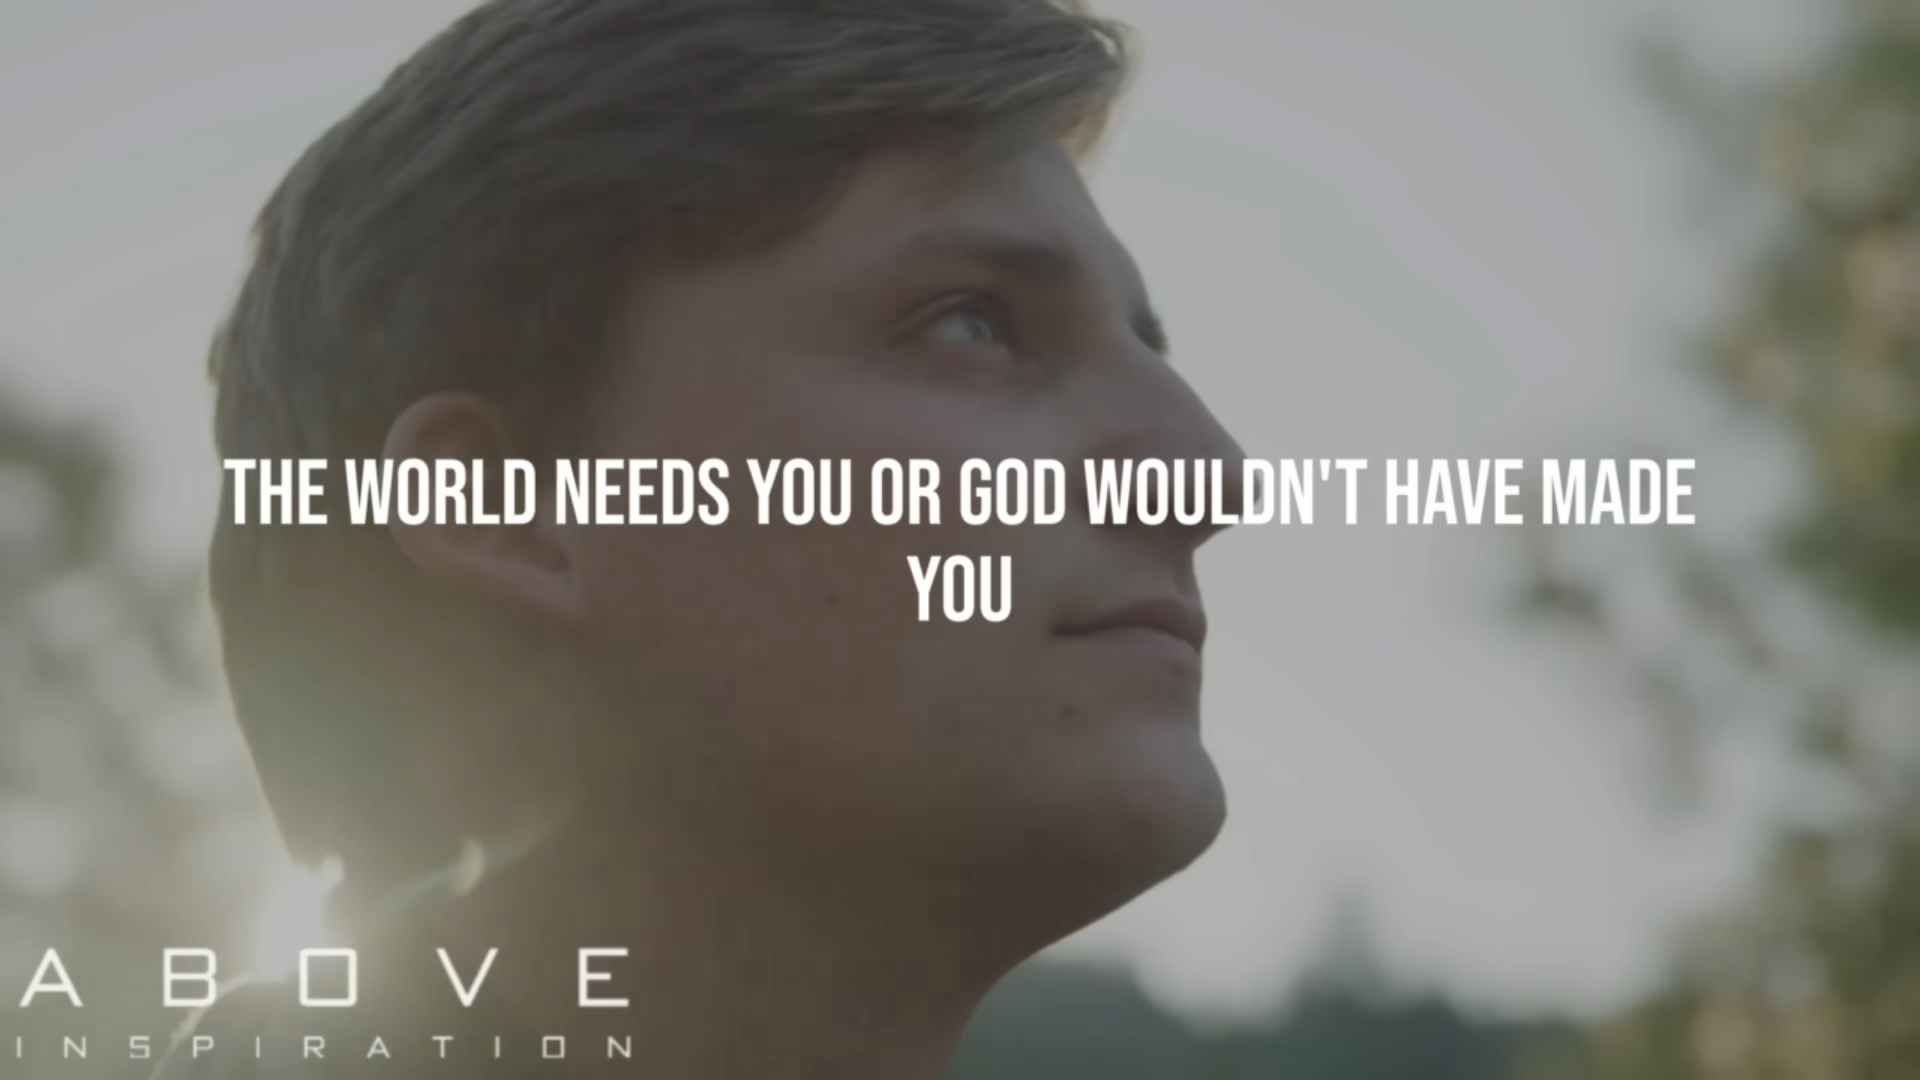 THE WORLD NEEDS YOU OR GOD WOULDN'T HAVE MADE
YOU
ABOVE
INSPIRATION